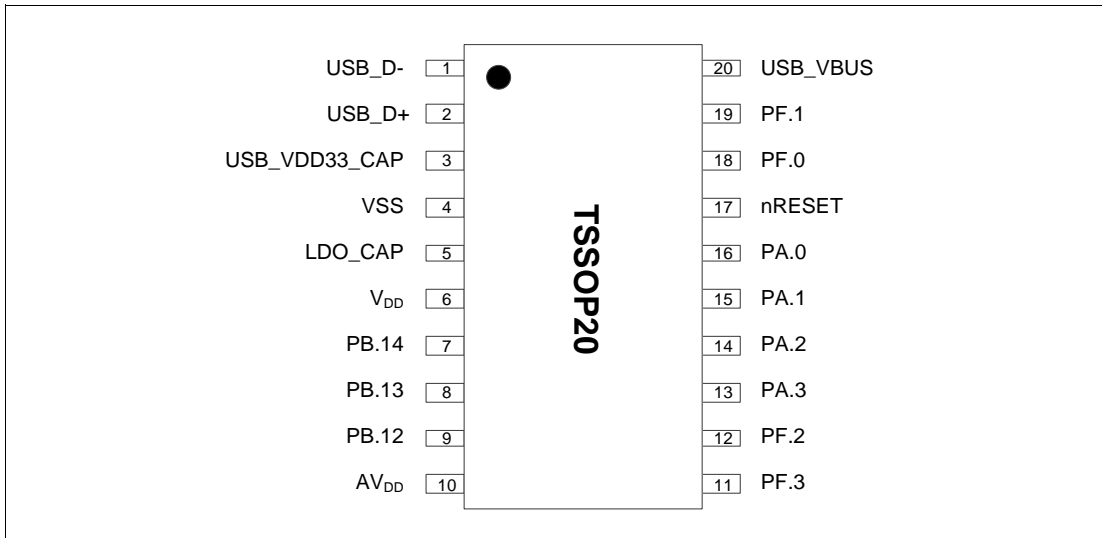 USB_D- 1
USB_D+ 2
USB_VDD33_CAP 3
VSS 4
LDO_CAP 5
VDD 6
PB.14 7
PB.13 8
PB.12 9
AVDD 10
TSSOP20
20 USB_VBUS
19 PF.1
18 PF.0
17 nRESET
16 PA.0
15 PA.1
14 PA.2
13 PA.3
12 PF.2
11 PF.3